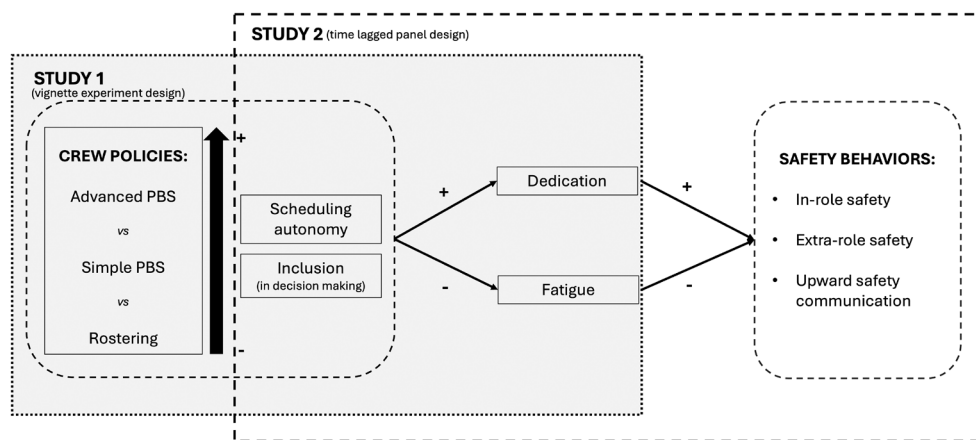 STUDY 2 (time lagged panel design)
STUDY 1
(vignette experiment design)
CREW POLICIES:
Advanced PBS
vs
Simple PBS
vs
Rostering
+
-
Scheduling
autonomy
Inclusion
(in decision making)
+
-
Dedication
Fatigue
+
-
SAFETY BEHAVIORS:
• In-role safety
• Extra-role safety
• Upward safety
communication